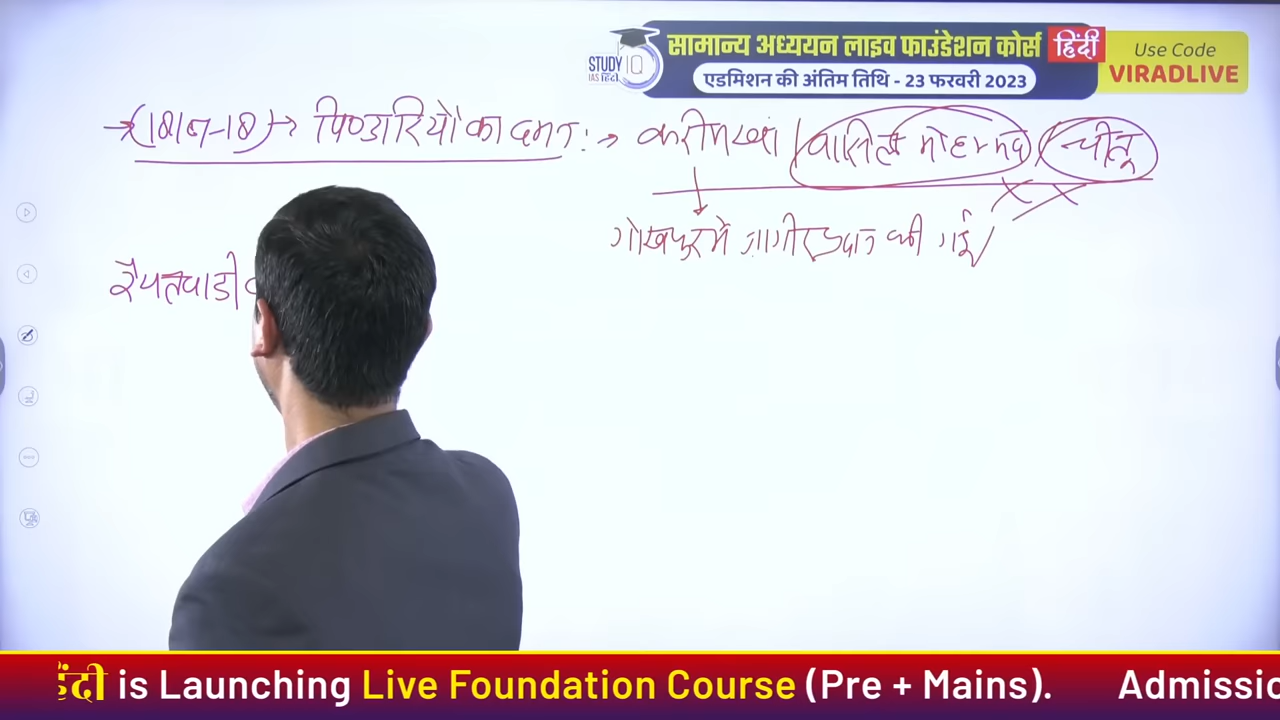 सामान्य अध्ययन लाइव फाउंडेशन कोर्स हिंदी
STUDY IQ
IAS हिंदी
एडमिशन की अंतिम तिथि - 23 फरवरी 2023
Use Code
VIRADLIVE
→(1817-18)→ पिण्डारियों का दमन :→ करीम खां | वासिल मोहम्मद | चीतू
गोरखपुर में जागीर प्रदान की गई
रैयतवाडी
हिंदी is Launching Live Foundation Course (Pre + Mains). Admissio